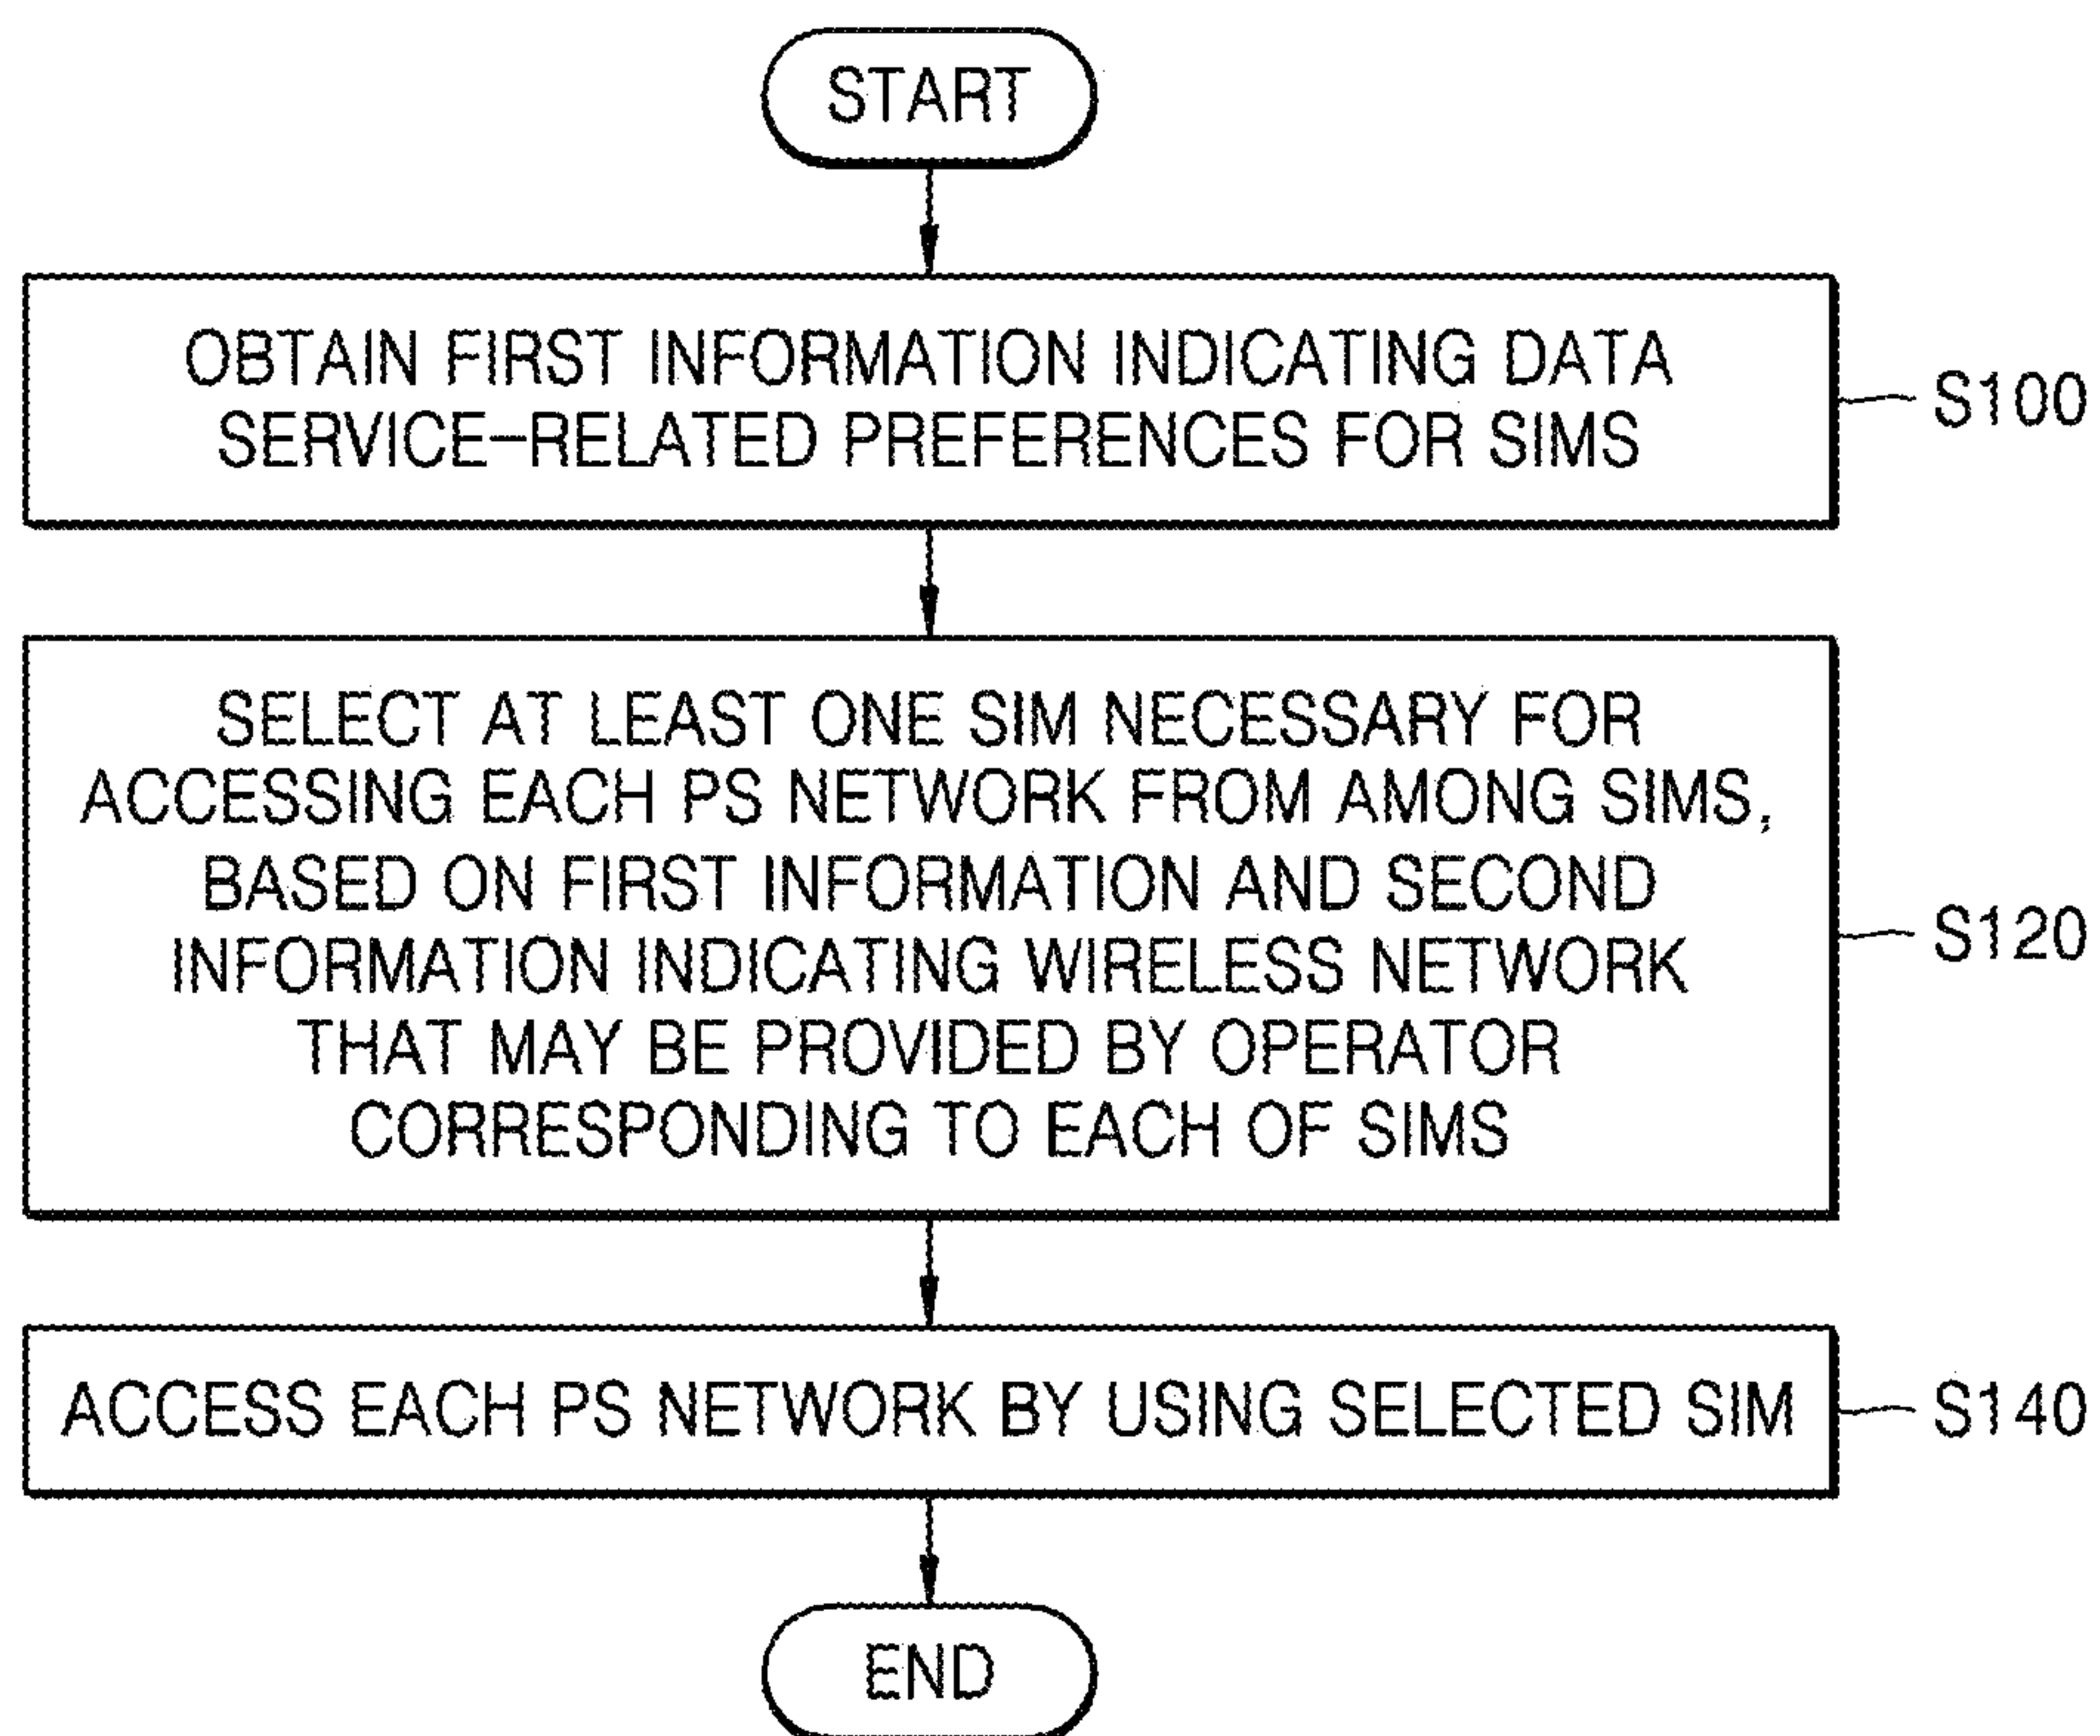 START
OBTAIN FIRST INFORMATION INDICATING DATA
SERVICE-RELATED PREFERENCES FOR SIMS
S100
SELECT AT LEAST ONE SIM NECESSARY FOR
ACCESSING EACH PS NETWORK FROM AMONG SIMS,
BASED ON FIRST INFORMATION AND SECOND
INFORMATION INDICATING WIRELESS NETWORK
THAT MAY BE PROVIDED BY OPERATOR
CORRESPONDING TO EACH OF SIMS
S120
ACCESS EACH PS NETWORK BY USING SELECTED SIM
S140
END